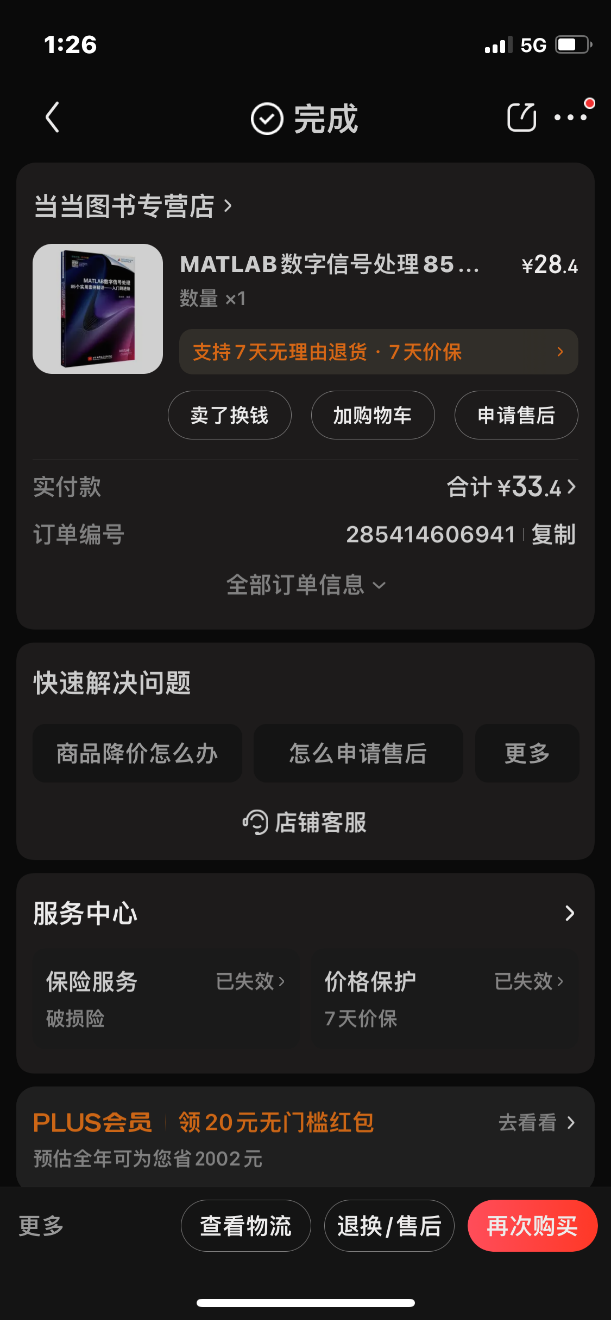 1:26
5G
完成
当当图书专营店
MATLAB数字信号处理85... ¥28.4
数量 ×1
支持7天无理由退货 · 7天价保
卖了换钱 加购物车 申请售后
实付款 合计¥33.4
订单编号 285414606941 复制
全部订单信息
快速解决问题
商品降价怎么办 怎么申请售后 更多
店铺客服
服务中心
保险服务 已失效 价格保护 已失效
破损险 7天价保
PLUS会员 领20元无门槛红包 去看看
预估全年可为您省2002元
更多 查看物流 退换/售后 再次购买